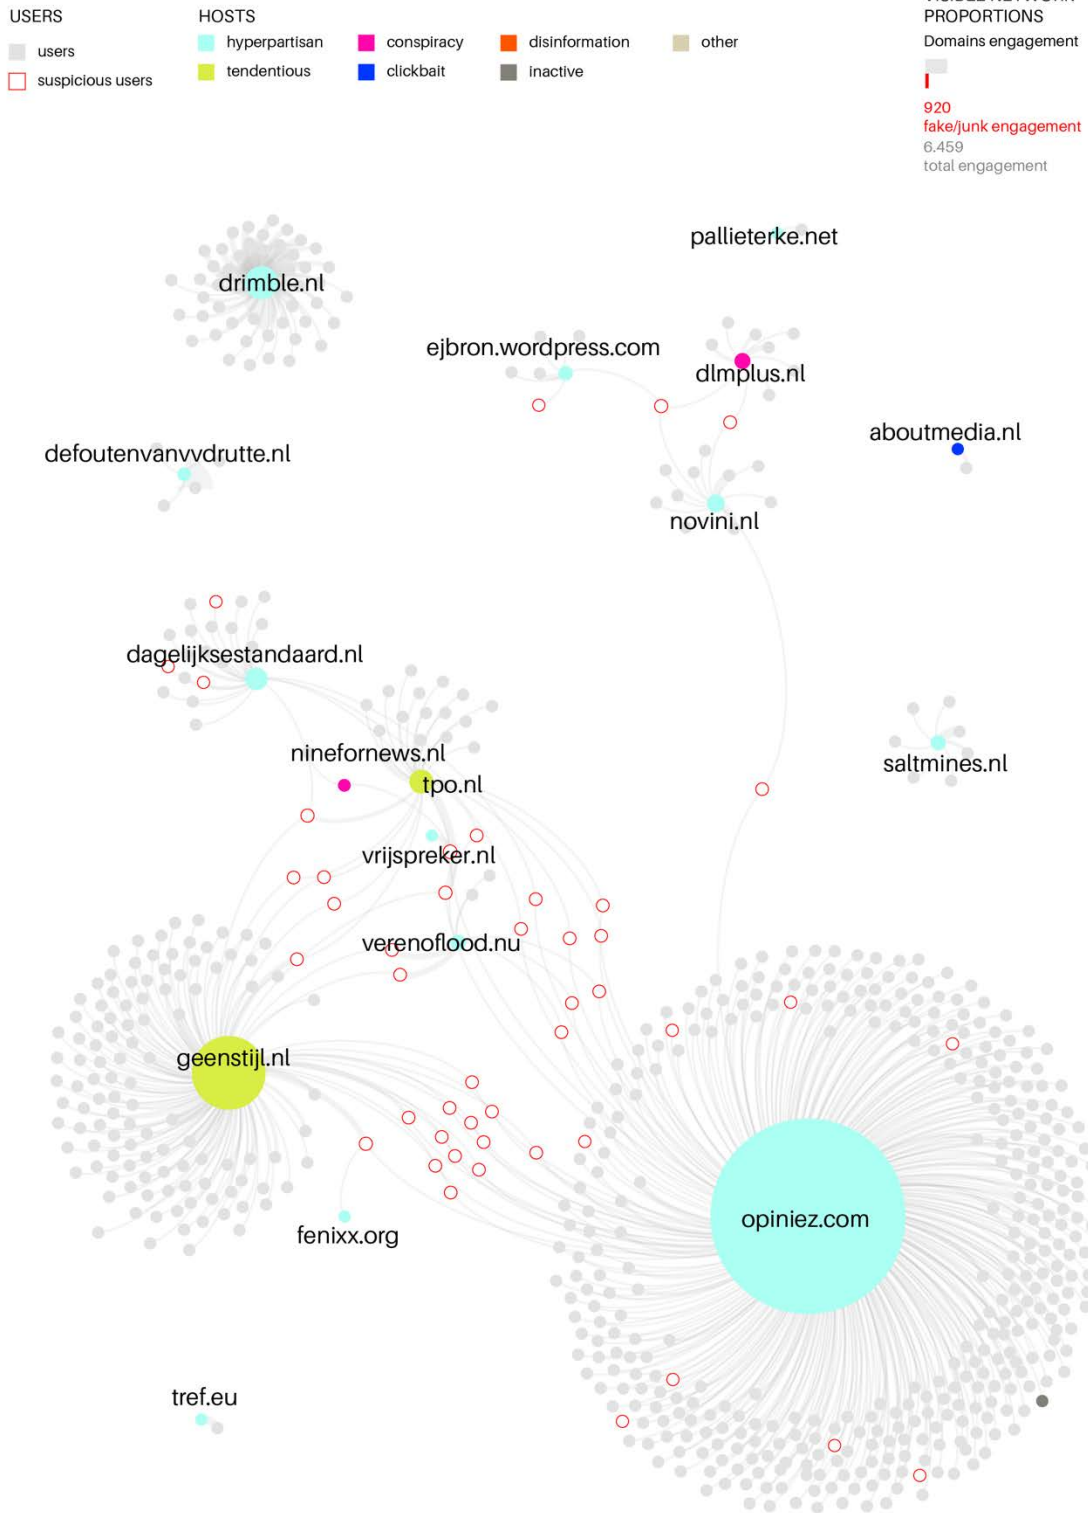 USERS
users
suspicious users
HOSTS
hyperpartisan
conspiracy
disinformation
other
tendentious
clickbait
inactive
PROPORTIONS
Domains engagement
920
fake/junk engagement
6.459
total engagement
pallieterke.net
drimble.nl
ejbron.wordpress.com
dlmplus.nl
aboutmedia.nl
defoutenvanvvdrutte.nl
novini.nl
dagelijksestandaard.nl
ninefornews.nl
tpo.nl
saltmines.nl
vrijspreker.nl
verenoflood.nu
geenstijl.nl
opiniez.com
fenixx.org
tref.eu